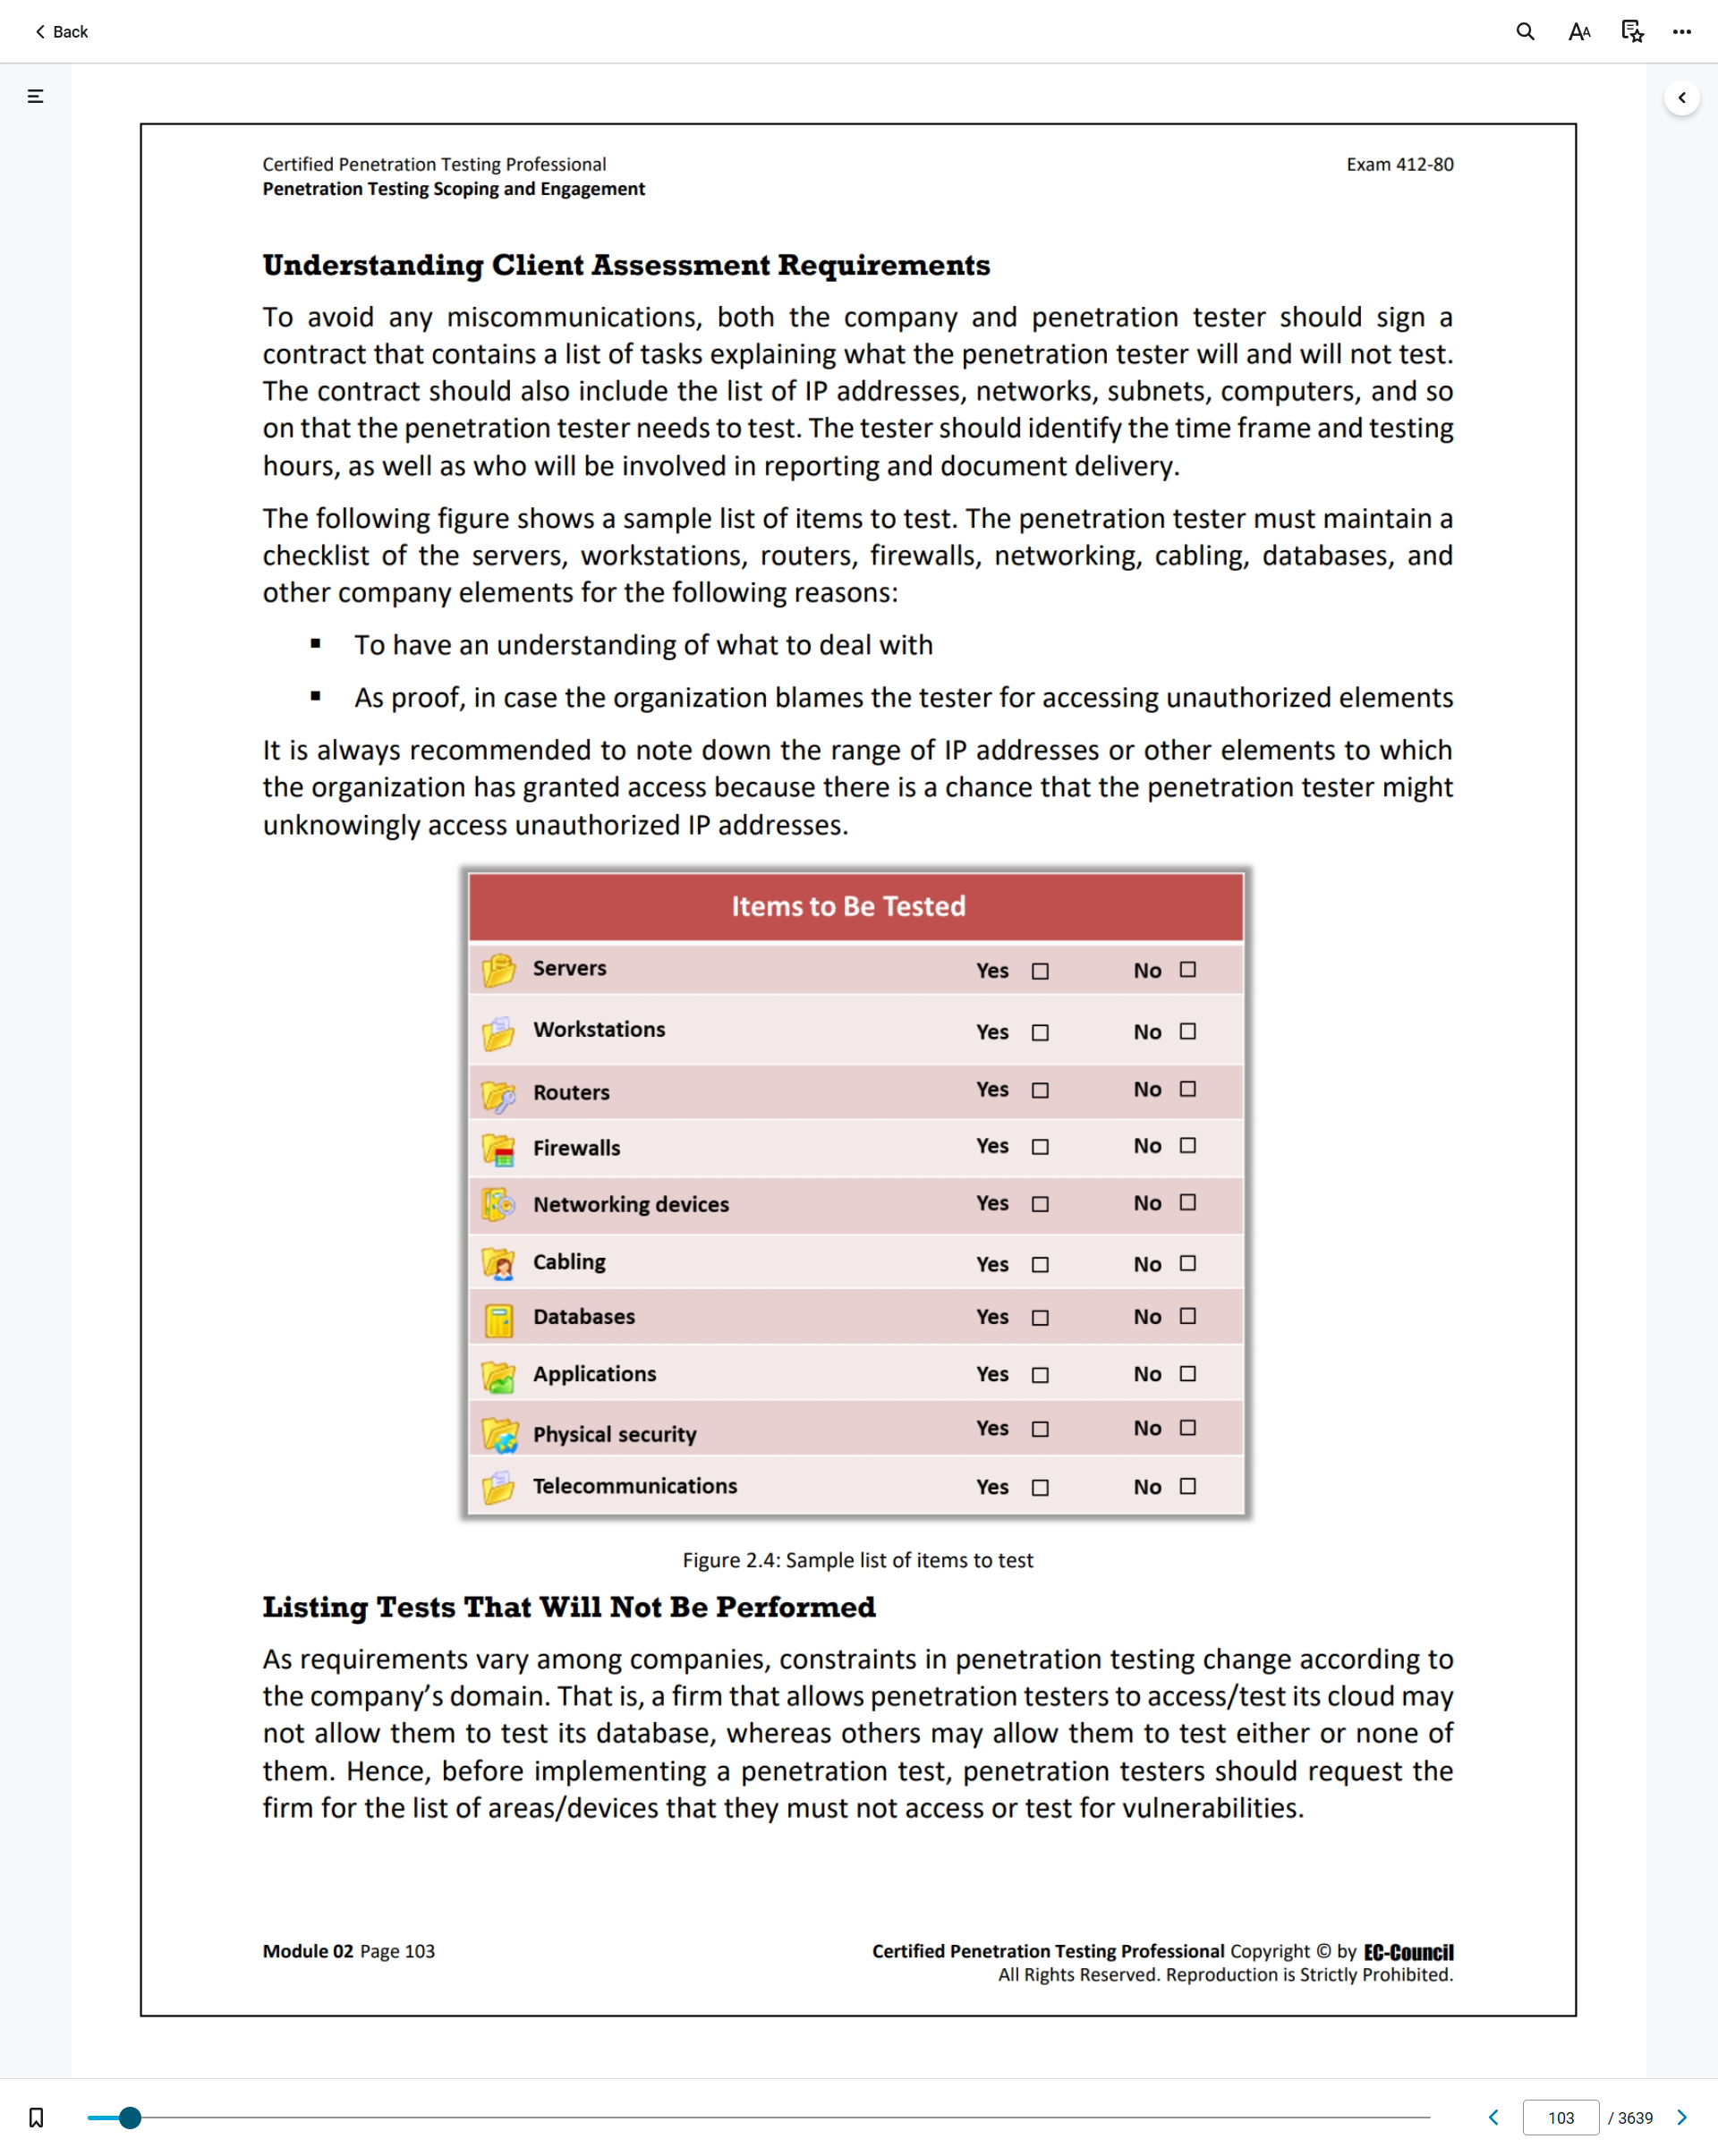 Back
Certified Penetration Testing Professional Exam 412-80
Penetration Testing Scoping and Engagement
Understanding Client Assessment Requirements
To avoid any miscommunications, both the company and penetration tester should sign a
contract that contains a list of tasks explaining what the penetration tester will and will not test.
The contract should also include the list of IP addresses, networks, subnets, computers, and so
on that the penetration tester needs to test. The tester should identify the time frame and testing
hours, as well as who will be involved in reporting and document delivery.
The following figure shows a sample list of items to test. The penetration tester must maintain a
checklist of the servers, workstations, routers, firewalls, networking, cabling, databases, and
other company elements for the following reasons:
▪ To have an understanding of what to deal with
▪ As proof, in case the organization blames the tester for accessing unauthorized elements
It is always recommended to note down the range of IP addresses or other elements to which
the organization has granted access because there is a chance that the penetration tester might
unknowingly access unauthorized IP addresses.
Items to Be Tested
Servers Yes ☐ No ☐
Workstations Yes ☐ No ☐
Routers Yes ☐ No ☐
Firewalls Yes ☐ No ☐
Networking devices Yes ☐ No ☐
Cabling Yes ☐ No ☐
Databases Yes ☐ No ☐
Applications Yes ☐ No ☐
Physical security Yes ☐ No ☐
Telecommunications Yes ☐ No ☐
Figure 2.4: Sample list of items to test
Listing Tests That Will Not Be Performed
As requirements vary among companies, constraints in penetration testing change according to
the company’s domain. That is, a firm that allows penetration testers to access/test its cloud may
not allow them to test its database, whereas others may allow them to test either or none of
them. Hence, before implementing a penetration test, penetration testers should request the
firm for the list of areas/devices that they must not access or test for vulnerabilities.
Module 02 Page 103 Certified Penetration Testing Professional Copyright © by EC-Council
All Rights Reserved. Reproduction is Strictly Prohibited.
103 / 3639